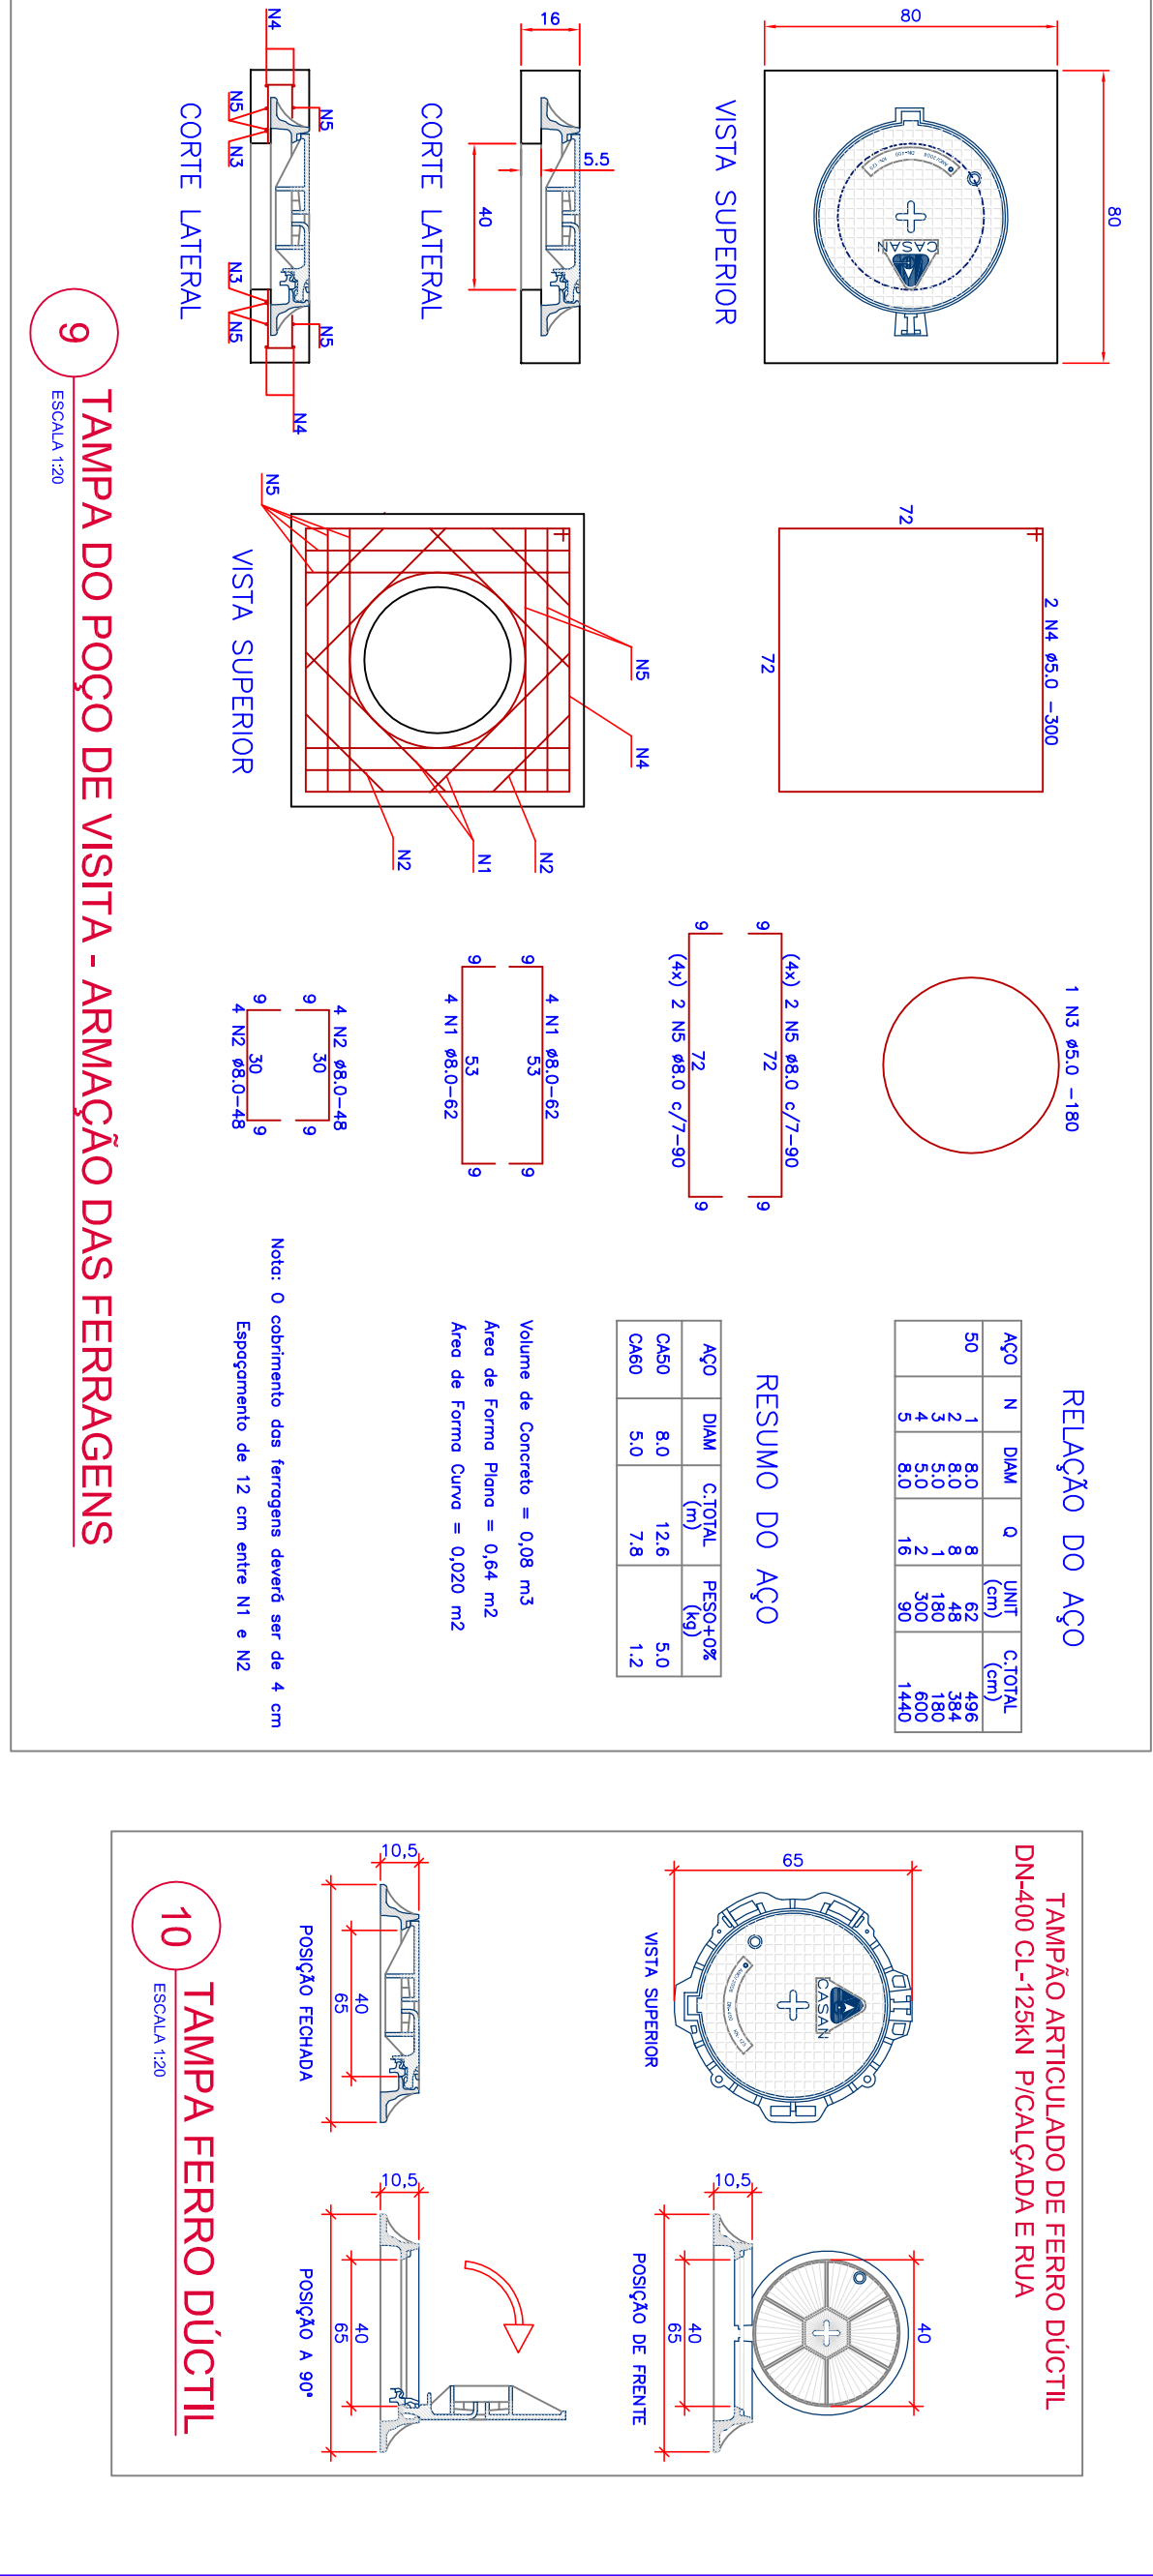 80
80
VISTA SUPERIOR
CASAN
16
5.5
40
CORTE LATERAL
N4
N5
N5
N3
N3
N5
N5
N4
CORTE LATERAL
2 N4 ø5.0 -300
72
72
N5
N4
N5
N2
N1
N2
VISTA SUPERIOR
1 N3 ø5.0 -180
(4x) 2 N5 ø8.0 c/7-90
9
72
9
9
72
9
(4x) 2 N5 ø8.0 c/7-90
4 N1 ø8.0-62
9
53
9
9
53
9
4 N1 ø8.0-62
4 N2 ø8.0-48
9
30
9
9
30
9
4 N2 ø8.0-48
RELAÇÃO DO AÇO
AÇO N DIAM Q UNIT (cm) C.TOTAL (cm)
50 1 8.0 8 62 496
2 8.0 8 48 384
3 5.0 1 180 180
4 5.0 2 300 600
5 8.0 16 90 1440
RESUMO DO AÇO
AÇO DIAM C.TOTAL (m) PESO+0% (kg)
CA50 8.0 12.6 5.0
CA60 5.0 7.8 1.2
Volume de Concreto = 0,08 m3
Área de Forma Plana = 0,64 m2
Área de Forma Curva = 0,020 m2
Nota: O cobrimento das ferragens deverá ser de 4 cm
Espaçamento de 12 cm entre N1 e N2
9
TAMPA DO POÇO DE VISITA - ARMAÇÃO DAS FERRAGENS
ESCALA 1:20
TAMPÃO ARTICULADO DE FERRO DÚCTIL
DN-400 CL-125kN P/CALÇADA E RUA
65
CASAN
VISTA SUPERIOR
40
10,5
40
65
POSIÇÃO DE FRENTE
10,5
40
65
POSIÇÃO FECHADA
10,5
40
65
POSIÇÃO A 90°
10
TAMPA FERRO DÚCTIL
ESCALA 1:20